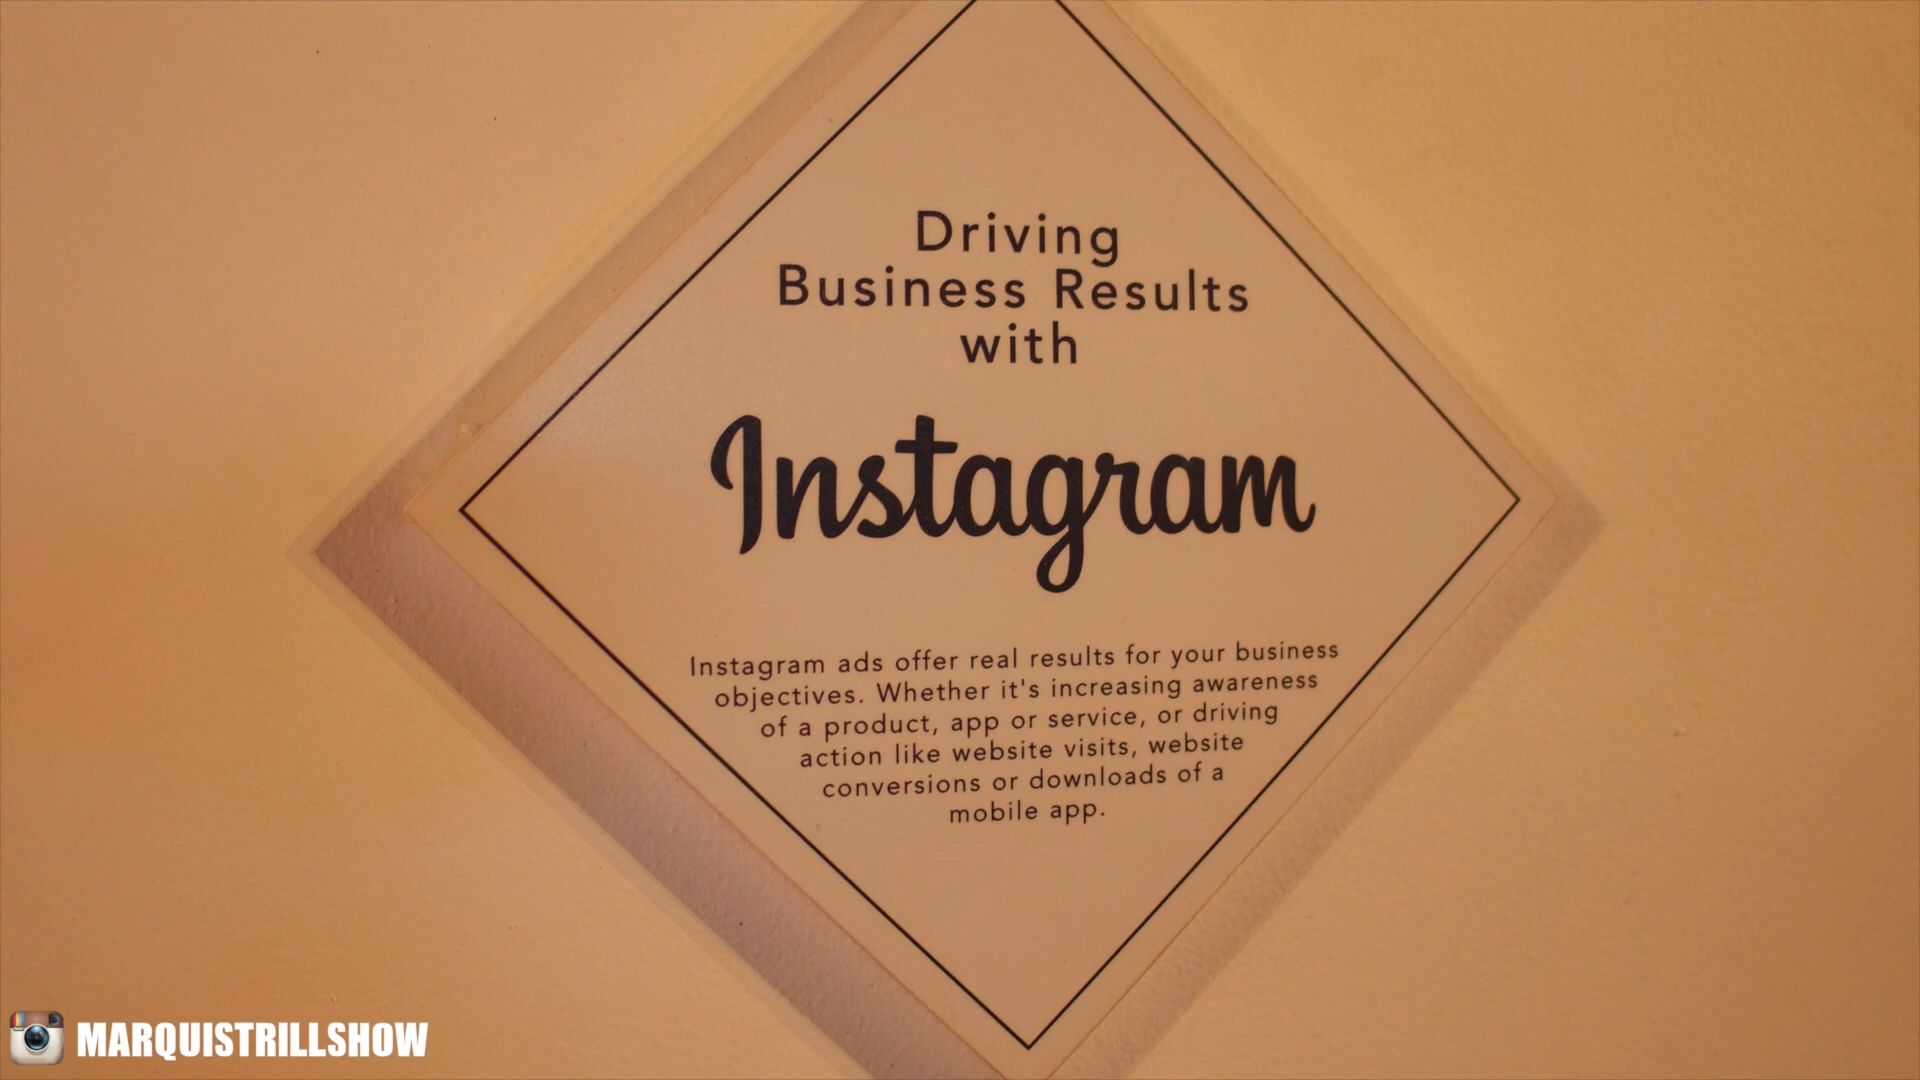 Driving
Business Results
with
Instagram
Instagram ads offer real results for your business
objectives. Whether it's increasing awareness
of a product, app or service, or driving
action like website visits, website
conversions or downloads of a
mobile app.
MARQUISTRILLSHOW